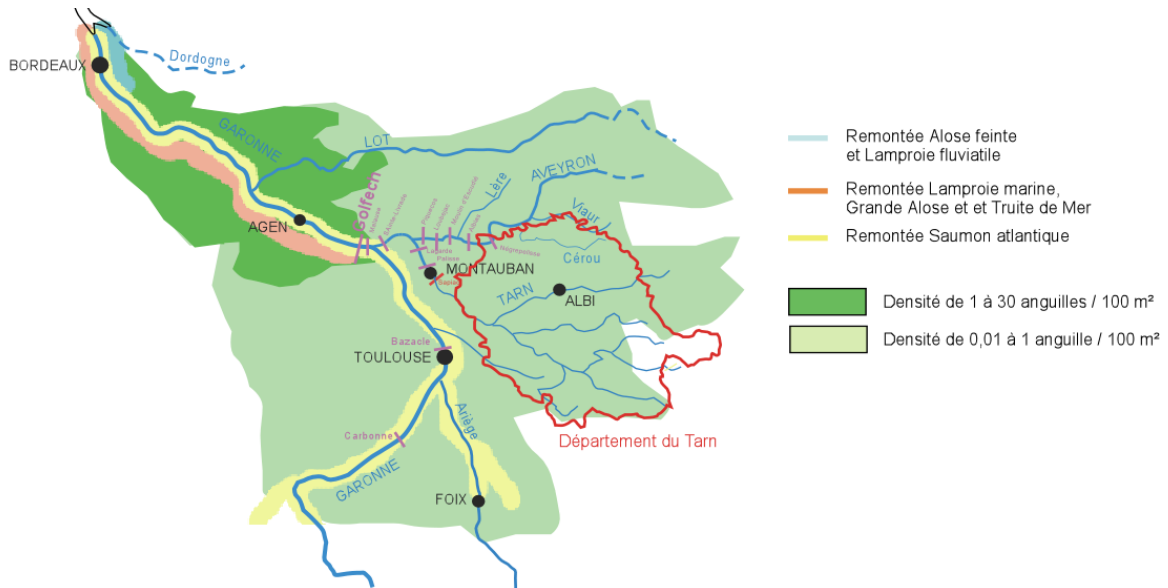 BORDEAUX
Dordogne
GARONNE
LOT
AVEYRON
Lère
Viaur
Golfech
AGEN
Cérou
Lagarde
MONTAUBAN
TARN
ALBI
Bazacle
TOULOUSE
Ariège
Carbonne
Département du Tarn
GARONNE
FOIX
Remontée Alose feinte
et Lamproie fluviatile
Remontée Lamproie marine,
Grande Alose et et Truite de Mer
Remontée Saumon atlantique
Densité de 1 à 30 anguilles / 100 m²
Densité de 0,01 à 1 anguille / 100 m²